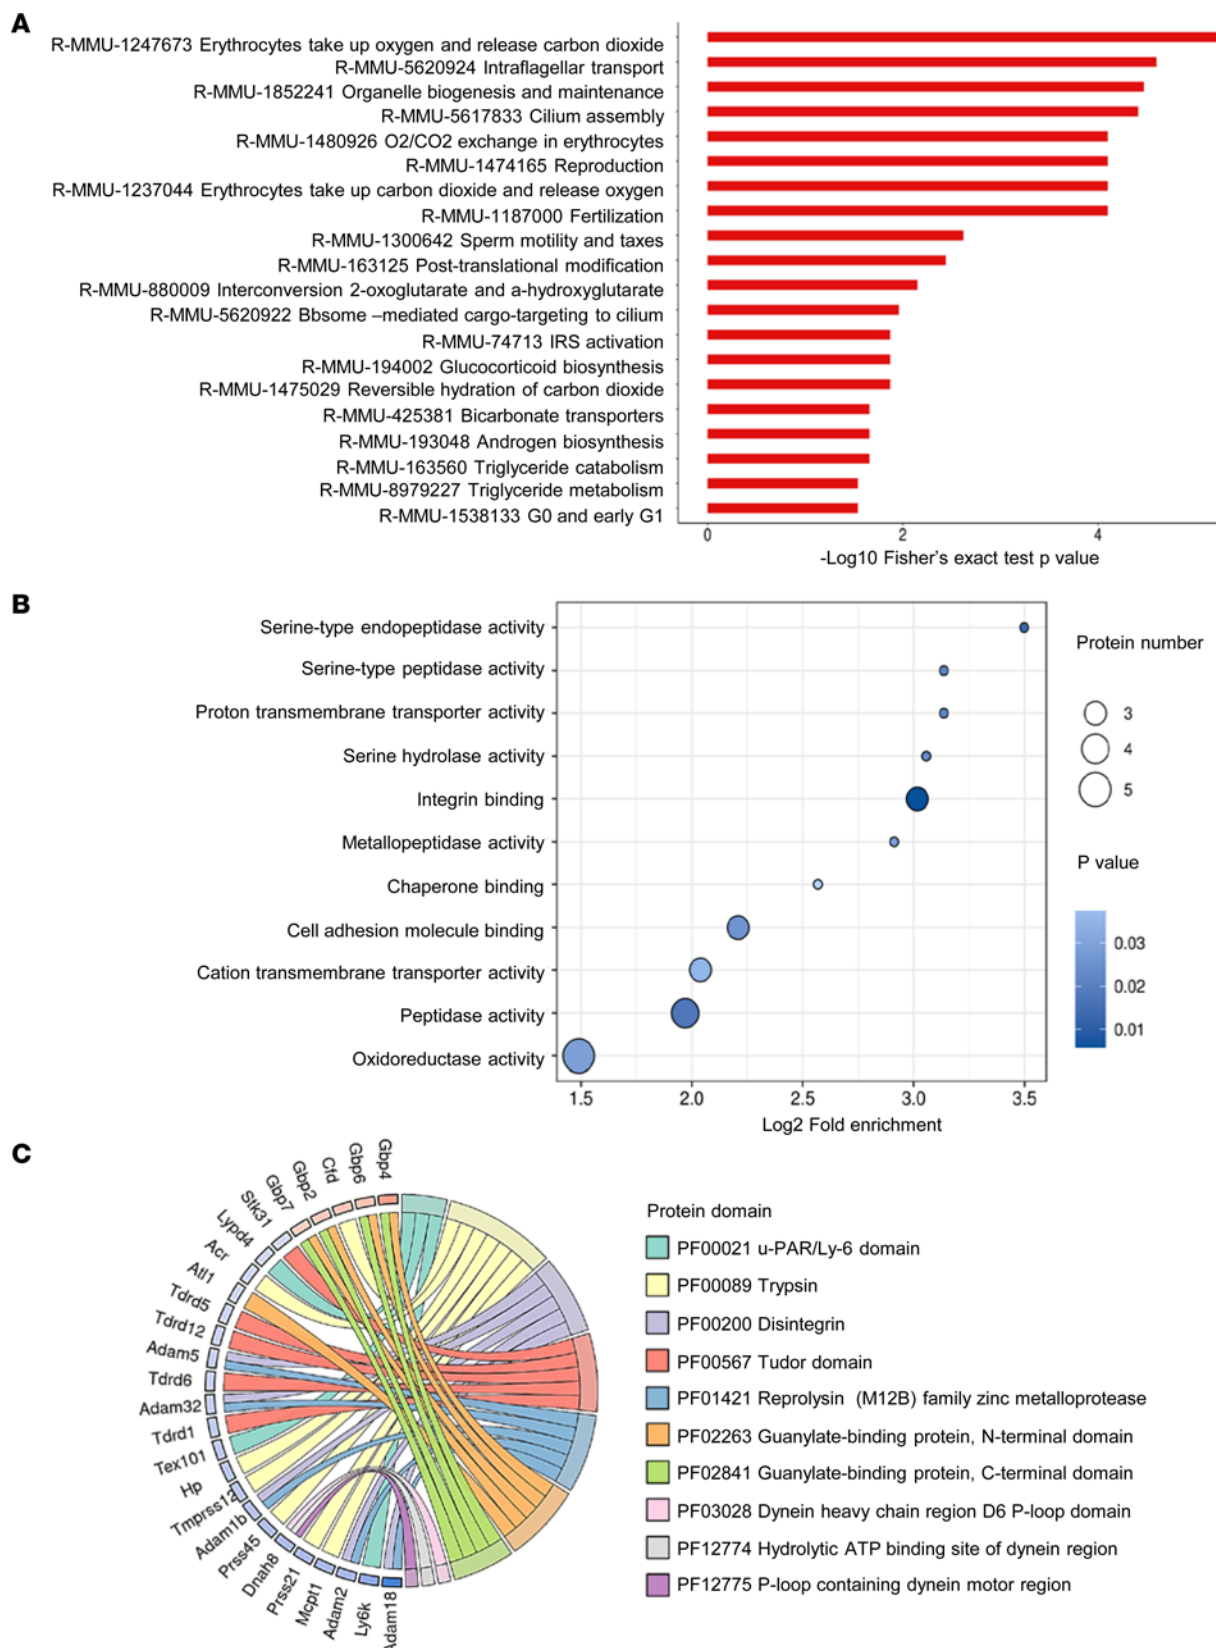 A
R-MMU-1247673 Erythrocytes take up oxygen and release carbon dioxide
R-MMU-5620924 Intraflagellar transport
R-MMU-1852241 Organelle biogenesis and maintenance
R-MMU-5617833 Cilium assembly
R-MMU-1480926 O2/CO2 exchange in erythrocytes
R-MMU-1474165 Reproduction
R-MMU-1237044 Erythrocytes take up carbon dioxide and release oxygen
R-MMU-1187000 Fertilization
R-MMU-1300642 Sperm motility and taxes
R-MMU-163125 Post-translational modification
R-MMU-880009 Interconversion 2-oxoglutarate and a-hydroxyglutarate
R-MMU-5620922 Bbsome –mediated cargo-targeting to cilium
R-MMU-74713 IRS activation
R-MMU-194002 Glucocorticoid biosynthesis
R-MMU-1475029 Reversible hydration of carbon dioxide
R-MMU-425381 Bicarbonate transporters
R-MMU-193048 Androgen biosynthesis
R-MMU-163560 Triglyceride catabolism
R-MMU-8979227 Triglyceride metabolism
R-MMU-1538133 G0 and early G1
0 2 4
-Log10 Fisher's exact test p value
B
Serine-type endopeptidase activity
Serine-type peptidase activity
Proton transmembrane transporter activity
Serine hydrolase activity
Integrin binding
Metallopeptidase activity
Chaperone binding
Cell adhesion molecule binding
Cation transmembrane transporter activity
Peptidase activity
Oxidoreductase activity
1.5 2.0 2.5 3.0 3.5
Log2 Fold enrichment
Protein number
3
4
5
P value
0.03
0.02
0.01
C
Gbp4
Gbp6
Cfd
Gbp2
Gbp7
Stk31
Lypd4
Acr
Atl1
Tdrd5
Tdrd12
Adam5
Tdrd6
Adam32
Tdrd1
Tex101
Hp
Tmprss12
Adam1b
Prss45
Dnah8
Prss21
Mcpt1
Adam2
Ly6k
Adam18
Protein domain
PF00021 u-PAR/Ly-6 domain
PF00089 Trypsin
PF00200 Disintegrin
PF00567 Tudor domain
PF01421 Reprolysin (M12B) family zinc metalloprotease
PF02263 Guanylate-binding protein, N-terminal domain
PF02841 Guanylate-binding protein, C-terminal domain
PF03028 Dynein heavy chain region D6 P-loop domain
PF12774 Hydrolytic ATP binding site of dynein region
PF12775 P-loop containing dynein motor region